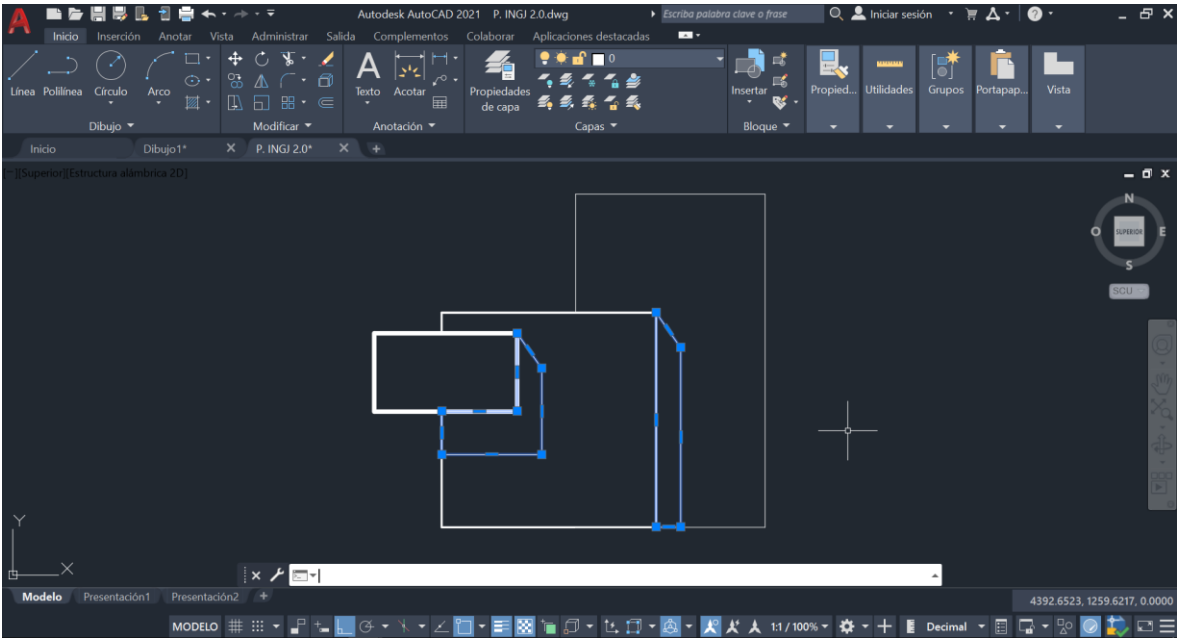 A Autodesk AutoCAD 2021 P. INGJ 2.0.dwg Escriba palabra clave o frase Iniciar sesión ?
Inicio Inserción Anotar Vista Administrar Salida Complementos Colaborar Aplicaciones destacadas
Línea Polilínea Círculo Arco
A Texto Acotar
Propiedades de capa
0
Insertar
Propied... Utilidades Grupos Portapap... Vista
Dibujo Modificar Anotación Capas Bloque
Inicio Dibujo1* X P. INGJ 2.0* X +
[−][Superior][Estructura alámbrica 2D]
N
O SUPERIOR E
S
SCU
Y
X
Modelo Presentación1 Presentación2 +
4392.6523, 1259.6217, 0.0000
MODELO 1:1 / 100% Decimal